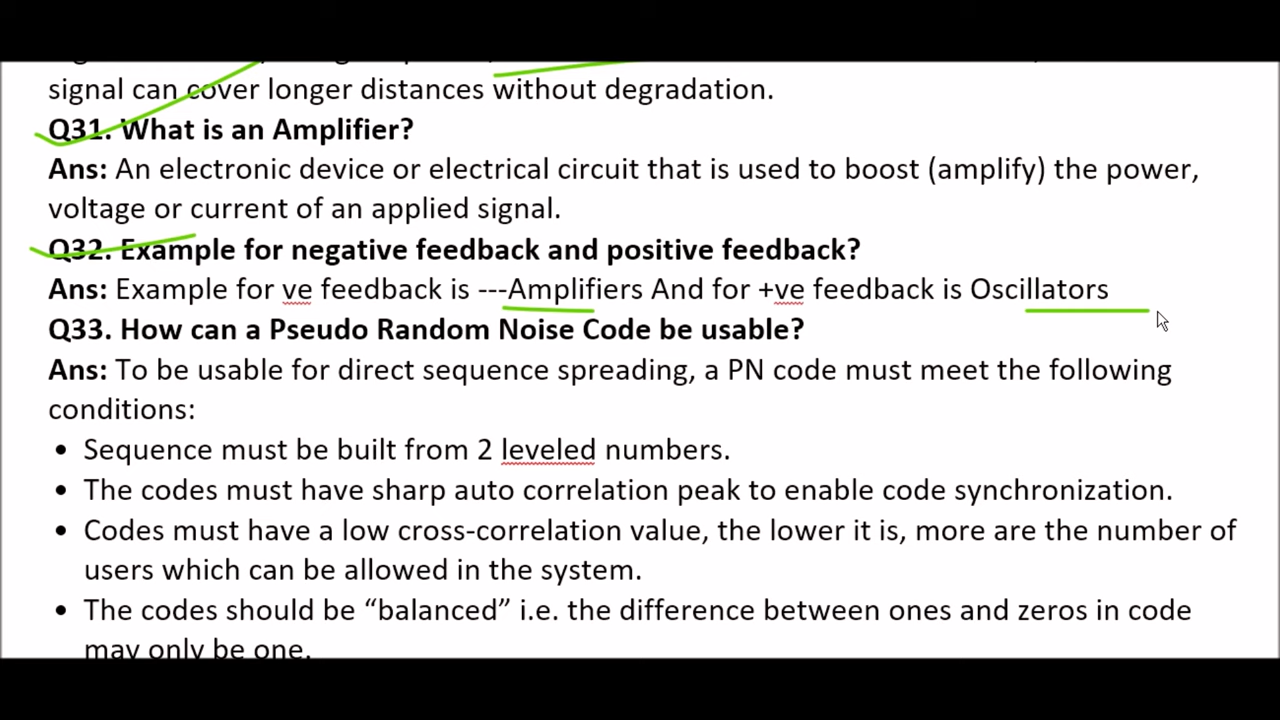 signal can cover longer distances without degradation.
Q31. What is an Amplifier?
Ans: An electronic device or electrical circuit that is used to boost (amplify) the power,
voltage or current of an applied signal.
Q32. Example for negative feedback and positive feedback?
Ans: Example for ve feedback is ---Amplifiers And for +ve feedback is Oscillators
Q33. How can a Pseudo Random Noise Code be usable?
Ans: To be usable for direct sequence spreading, a PN code must meet the following
conditions:
• Sequence must be built from 2 leveled numbers.
• The codes must have sharp auto correlation peak to enable code synchronization.
• Codes must have a low cross-correlation value, the lower it is, more are the number of
users which can be allowed in the system.
• The codes should be “balanced” i.e. the difference between ones and zeros in code
may only be one.